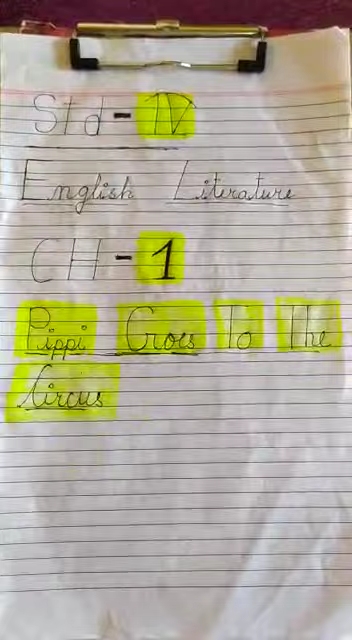 Std - IV
English Literature
CH - 1
Pippi Goes To The
Circus